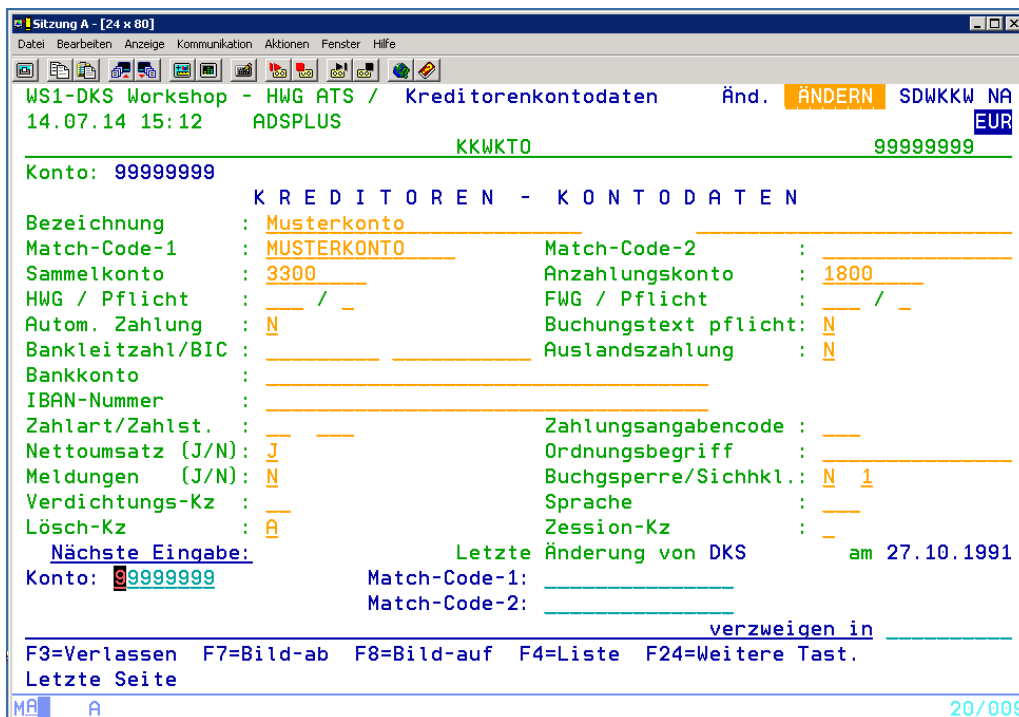 Sitzung A - [24 x 80]
Datei Bearbeiten Anzeige Kommunikation Aktionen Fenster Hilfe
WS1-DKS Workshop - HWG ATS / Kreditorenkontodaten Änd. ÄNDERN SDWKKW NA
14.07.14 15:12 ADSPLUS EUR
KKWKTO 99999999
Konto: 99999999
K R E D I T O R E N - K O N T O D A T E N
Bezeichnung : Musterkonto
Match-Code-1 : MUSTERKONTO Match-Code-2 :
Sammelkonto : 3300 Anzahlungskonto : 1800
HWG / Pflicht : ___ / _ FWG / Pflicht : ___ / _
Autom. Zahlung : N Buchungstext pflicht: N
Bankleitzahl/BIC : Auslandszahlung : N
Bankkonto :
IBAN-Nummer :
Zahlart/Zahlst. : Zahlungsangabencode :
Nettoumsatz (J/N): J Ordnungsbegriff :
Meldungen (J/N): N Buchgsperre/Sichhkl.: N 1
Verdichtungs-Kz : Sprache :
Lösch-Kz : A Zession-Kz :
Nächste Eingabe: Letzte Änderung von DKS am 27.10.1991
Konto: 99999999 Match-Code-1:
Match-Code-2:
verzweigen in
F3=Verlassen F7=Bild-ab F8=Bild-auf F4=Liste F24=Weitere Tast.
Letzte Seite
MA A 20/009